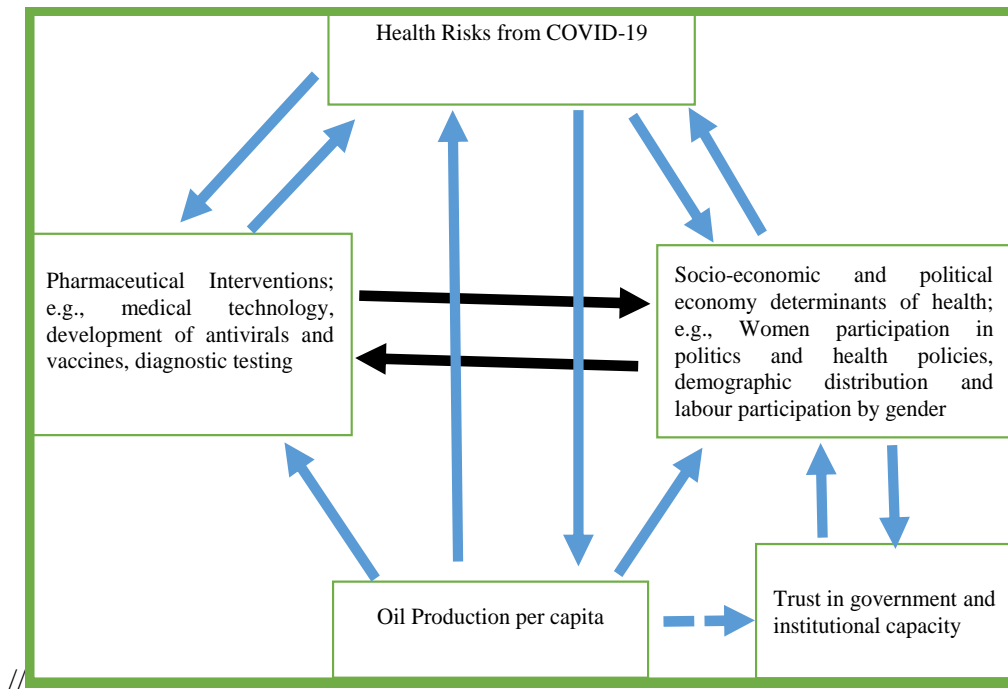 Health Risks from COVID-19
Pharmaceutical Interventions;
e.g., medical technology,
development of antivirals and
vaccines, diagnostic testing
Socio-economic and political
economy determinants of health;
e.g., Women participation in
politics and health policies,
demographic distribution and
labour participation by gender
Oil Production per capita
Trust in government and
institutional capacity
//